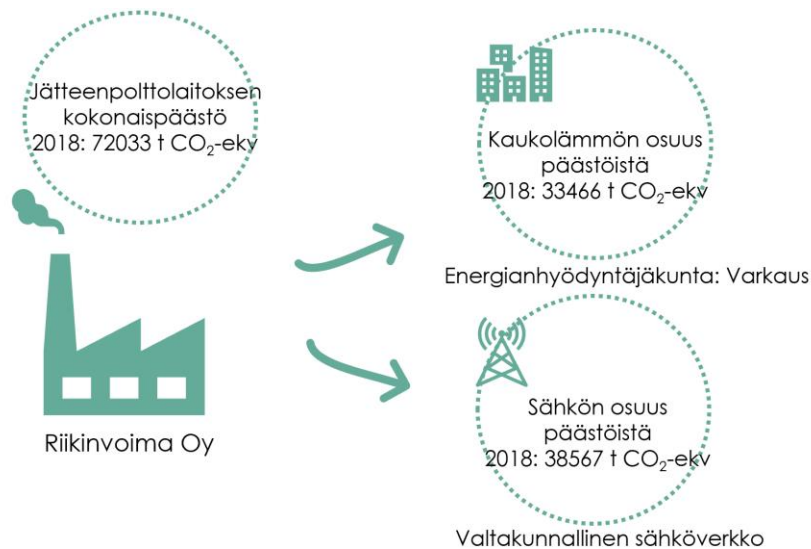 Jätteenpolttolaitoksen
kokonaispäästö
2018: 72033 t CO₂-ekv
Riikinvoima Oy
Kaukolämmön osuus
päästöistä
2018: 33466 t CO₂-ekv
Energianhyödyntäjäkunta: Varkaus
Sähkön osuus
päästöistä
2018: 38567 t CO₂-ekv
Valtakunnallinen sähköverkko